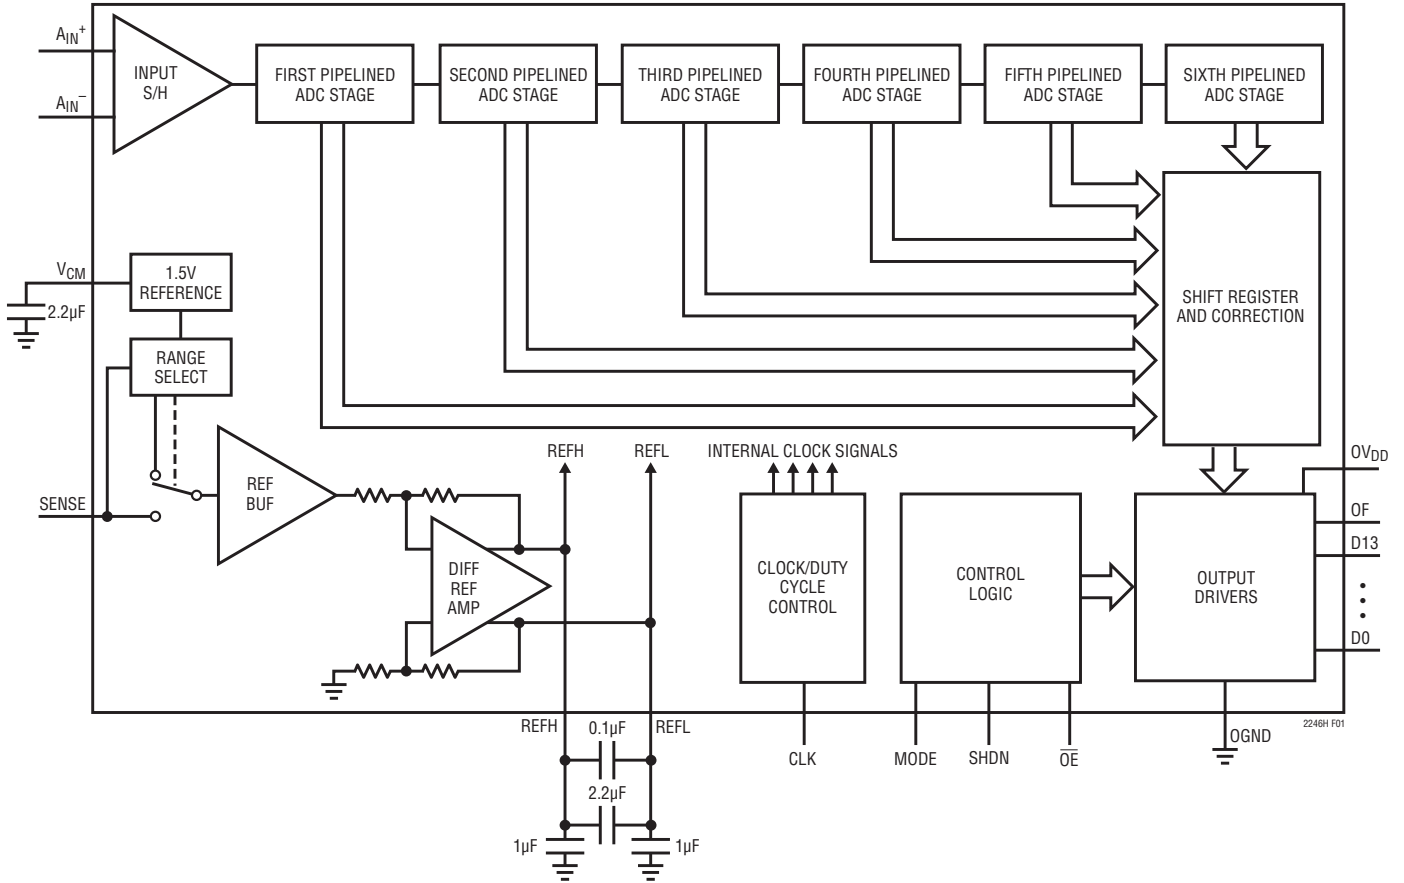 AIN+
AIN–
INPUT
S/H
FIRST PIPELINED
ADC STAGE
SECOND PIPELINED
ADC STAGE
THIRD PIPELINED
ADC STAGE
FOURTH PIPELINED
ADC STAGE
FIFTH PIPELINED
ADC STAGE
SIXTH PIPELINED
ADC STAGE
VCM
2.2µF
1.5V
REFERENCE
RANGE
SELECT
SHIFT REGISTER
AND CORRECTION
SENSE
REF
BUF
REFH
REFL
INTERNAL CLOCK SIGNALS
DIFF
REF
AMP
CLOCK/DUTY
CYCLE
CONTROL
CONTROL
LOGIC
OUTPUT
DRIVERS
OVDD
OF
D13
D0
REFH
0.1µF
REFL
2.2µF
1µF
1µF
CLK
MODE
SHDN
O̅E̅
OGND
2246H F01